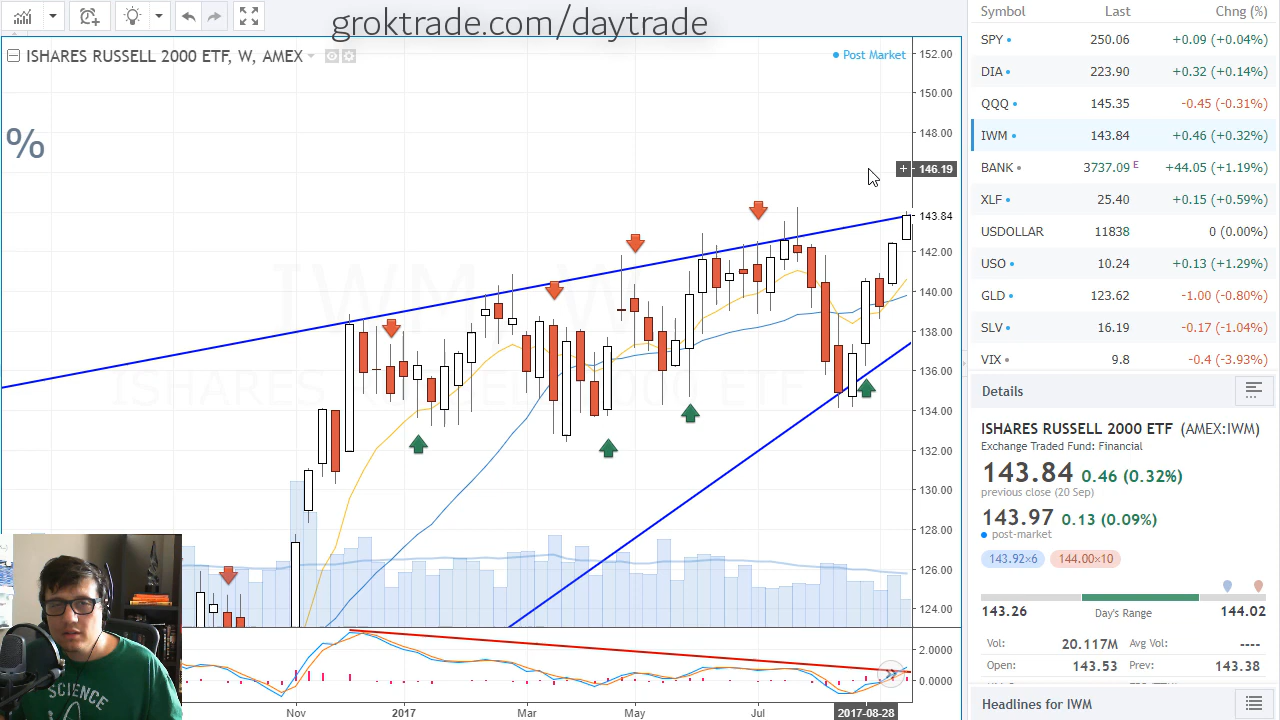 groktrade.com/daytrade
ISHARES RUSSELL 2000 ETF, W, AMEX
Post Market
%
IWM, W
ISHARES RUSSELL 2000 ETF
152.00
150.00
148.00
146.19
143.84
142.00
140.00
138.00
136.00
134.00
132.00
130.00
128.00
126.00
124.00
2.0000
0.0000
Nov
2017
Mar
May
Jul
2017-08-28
SCIENCE
Symbol Last Chng (%)
SPY 250.06 +0.09 (+0.04%)
DIA 223.90 +0.32 (+0.14%)
QQQ 145.35 -0.45 (-0.31%)
IWM 143.84 +0.46 (+0.32%)
BANK 3737.09 E +44.05 (+1.19%)
XLF 25.40 +0.15 (+0.59%)
USDOLLAR 11838 0 (0.00%)
USO 10.24 +0.13 (+1.29%)
GLD 123.62 -1.00 (-0.80%)
SLV 16.19 -0.17 (-1.04%)
VIX 9.8 -0.4 (-3.93%)
Details
ISHARES RUSSELL 2000 ETF (AMEX:IWM)
Exchange Traded Fund: Financial
143.84 0.46 (0.32%)
previous close (20 Sep)
143.97 0.13 (0.09%)
post-market
143.92×6 144.00×10
143.26 Day's Range 144.02
Vol: 20.117M Avg Vol: ----
Open: 143.53 Prev: 143.38
Headlines for IWM